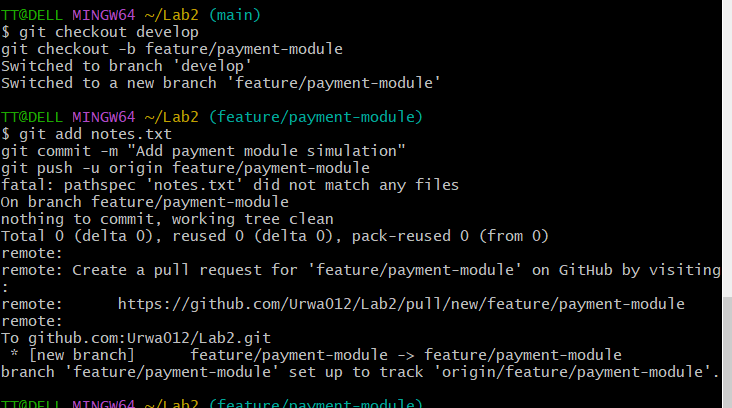 TT@DELL MINGW64 ~/Lab2 (main)
$ git checkout develop
git checkout -b feature/payment-module
Switched to branch 'develop'
Switched to a new branch 'feature/payment-module'
TT@DELL MINGW64 ~/Lab2 (feature/payment-module)
$ git add notes.txt
git commit -m "Add payment module simulation"
git push -u origin feature/payment-module
fatal: pathspec 'notes.txt' did not match any files
On branch feature/payment-module
nothing to commit, working tree clean
Total 0 (delta 0), reused 0 (delta 0), pack-reused 0 (from 0)
remote:
remote: Create a pull request for 'feature/payment-module' on GitHub by visiting
:
remote:      https://github.com/Urwa012/Lab2/pull/new/feature/payment-module
remote:
To github.com:Urwa012/Lab2.git
 * [new branch]      feature/payment-module -> feature/payment-module
branch 'feature/payment-module' set up to track 'origin/feature/payment-module'.
TT@DELL MINGW64 ~/Lab2 (feature/payment-module)